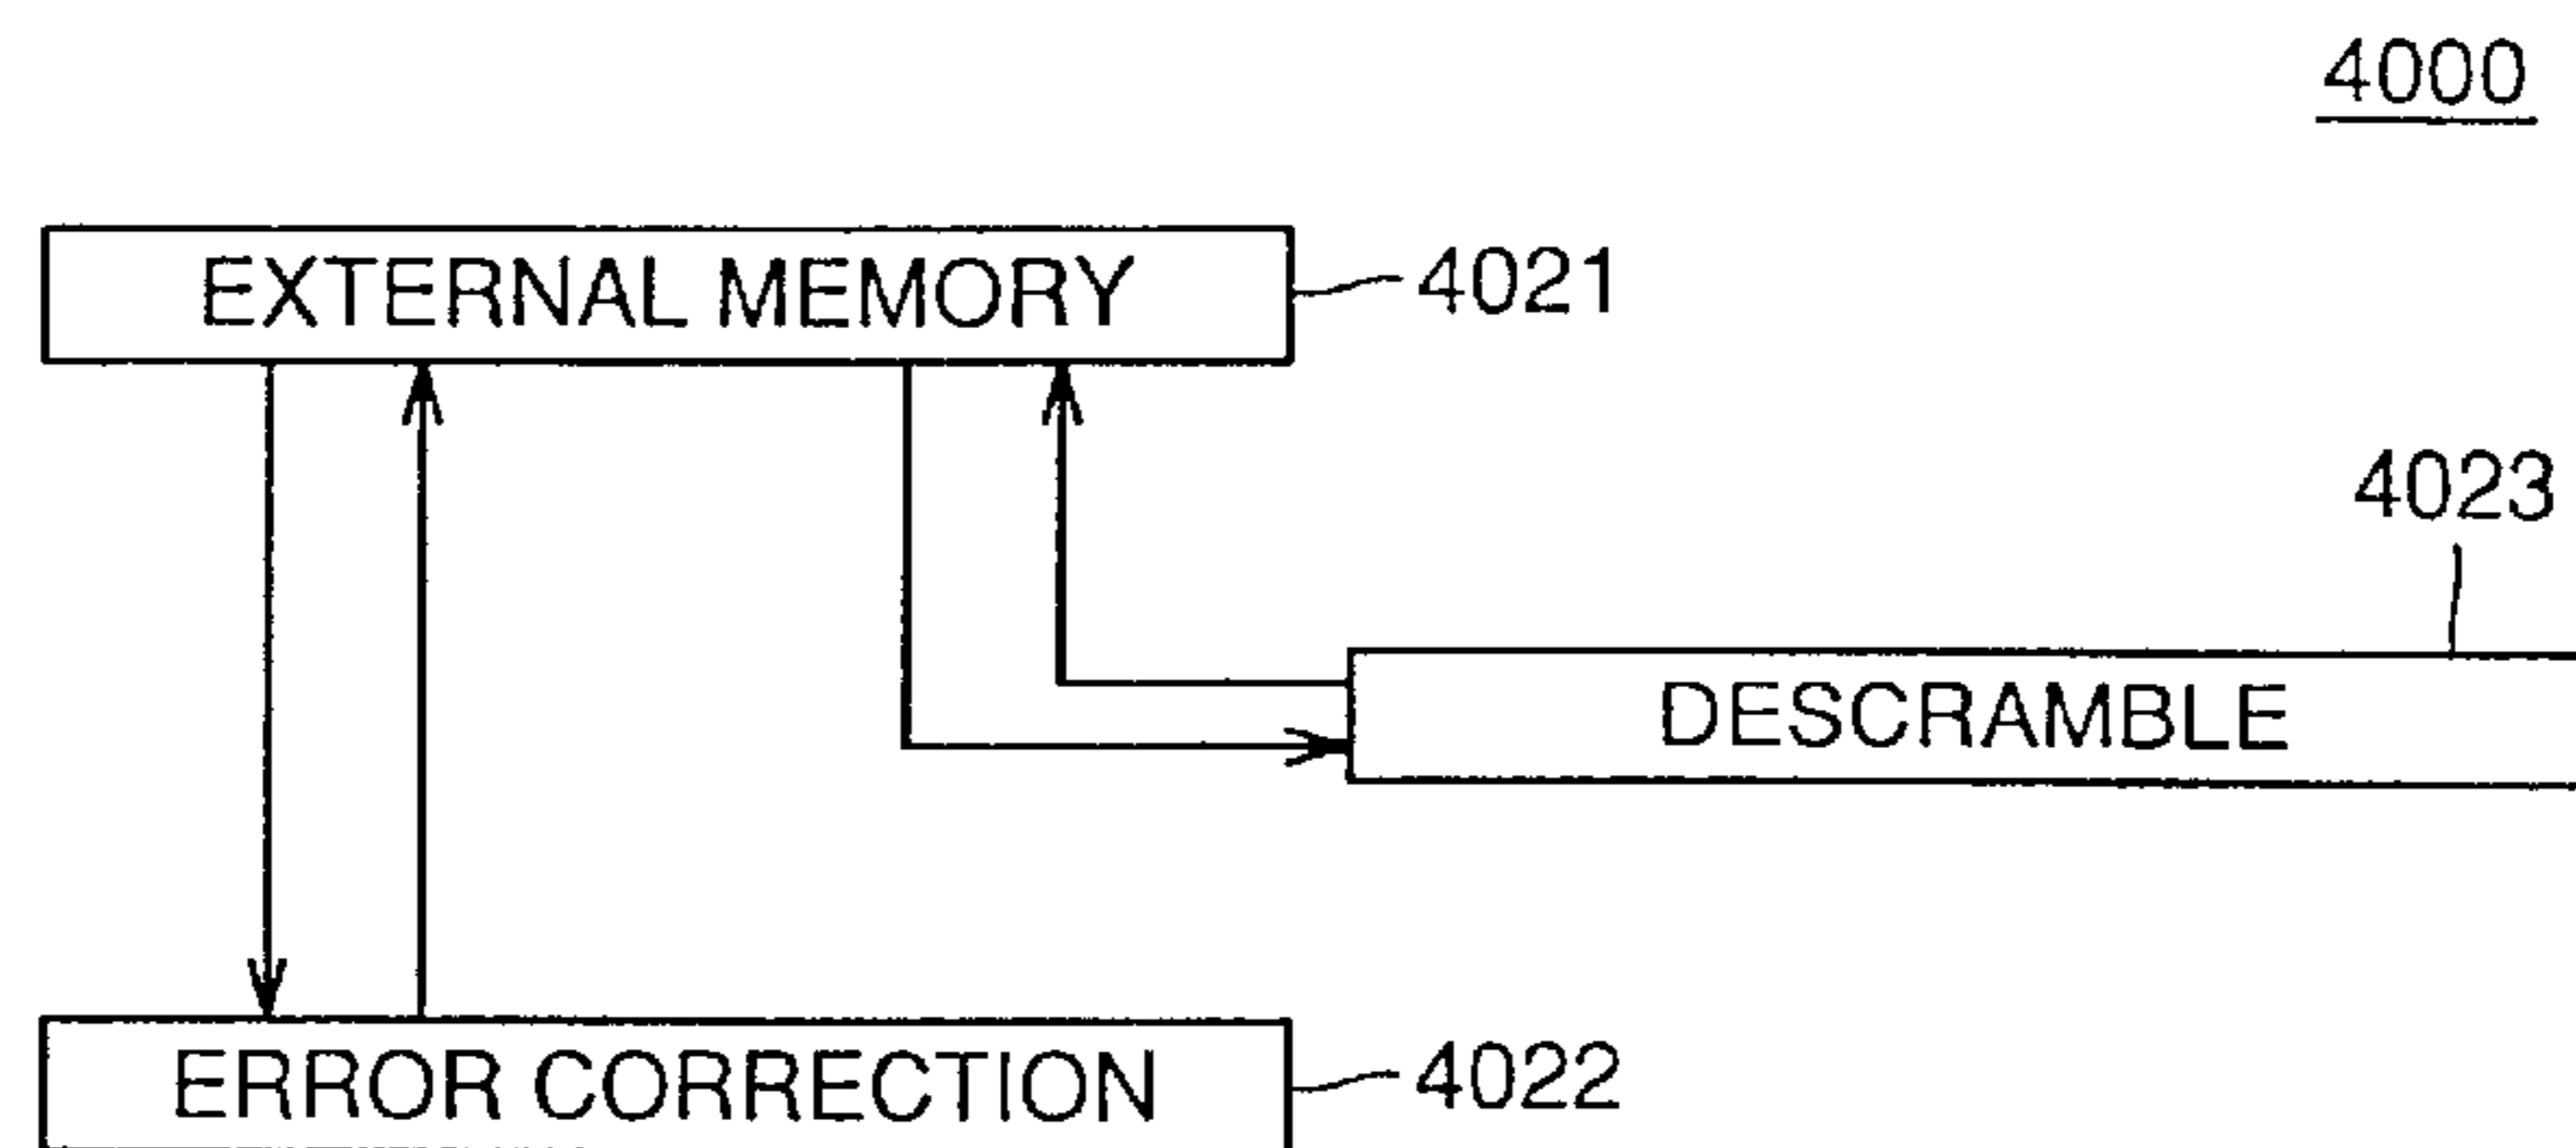 4000
EXTERNAL MEMORY
4021
4023
DESCRAMBLE
ERROR CORRECTION
4022